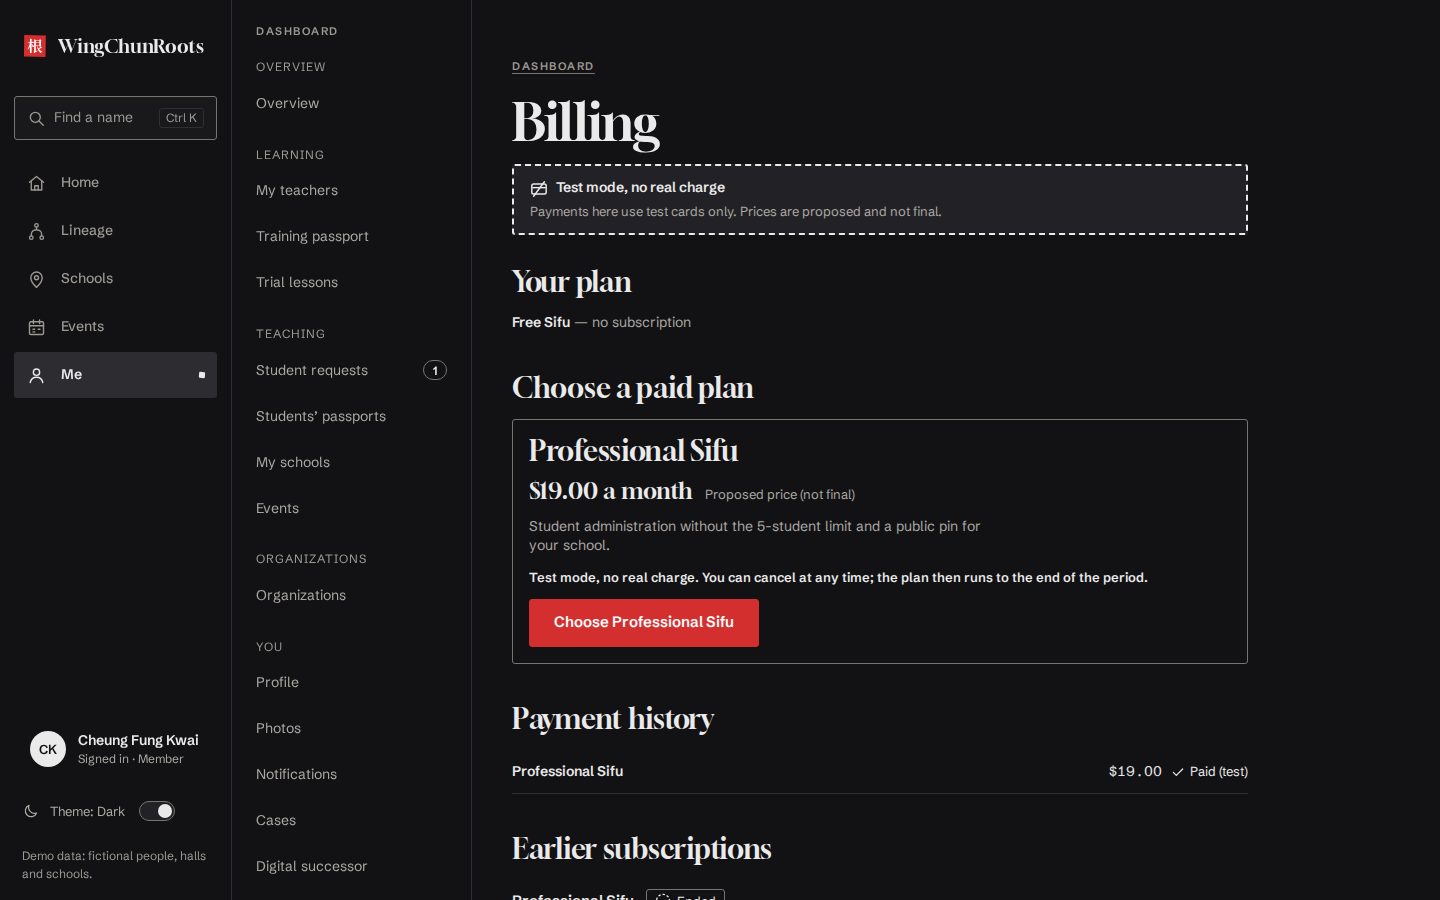 根 WingChunRoots
Find a name Ctrl K
Home
Lineage
Schools
Events
Me
CK Cheung Fung Kwai
Signed in · Member
Theme: Dark
Demo data: fictional people, halls
and schools.
DASHBOARD
OVERVIEW
Overview
LEARNING
My teachers
Training passport
Trial lessons
TEACHING
Student requests 1
Students’ passports
My schools
Events
ORGANIZATIONS
Organizations
YOU
Profile
Photos
Notifications
Cases
Digital successor
DASHBOARD
Billing
Test mode, no real charge
Payments here use test cards only. Prices are proposed and not final.
Your plan
Free Sifu — no subscription
Choose a paid plan
Professional Sifu
$19.00 a month Proposed price (not final)
Student administration without the 5-student limit and a public pin for
your school.
Test mode, no real charge. You can cancel at any time; the plan then runs to the end of the period.
Choose Professional Sifu
Payment history
Professional Sifu $19.00 Paid (test)
Earlier subscriptions
Professional Sifu Ended